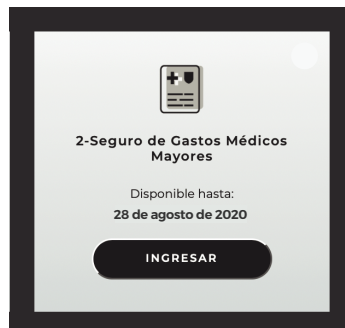 2-Seguro de Gastos Médicos
Mayores
Disponible hasta:
28 de agosto de 2020
INGRESAR